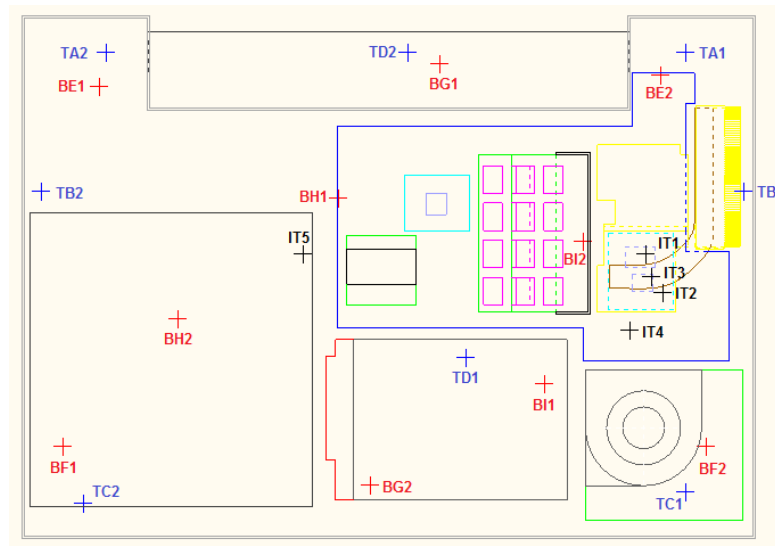 TA2
TD2
TA1
BE1
BG1
BE2
TB2
BH1
TB
IT5
BI2
IT1
IT3
IT2
BH2
IT4
TD1
BI1
BF1
BF2
TC2
BG2
TC1